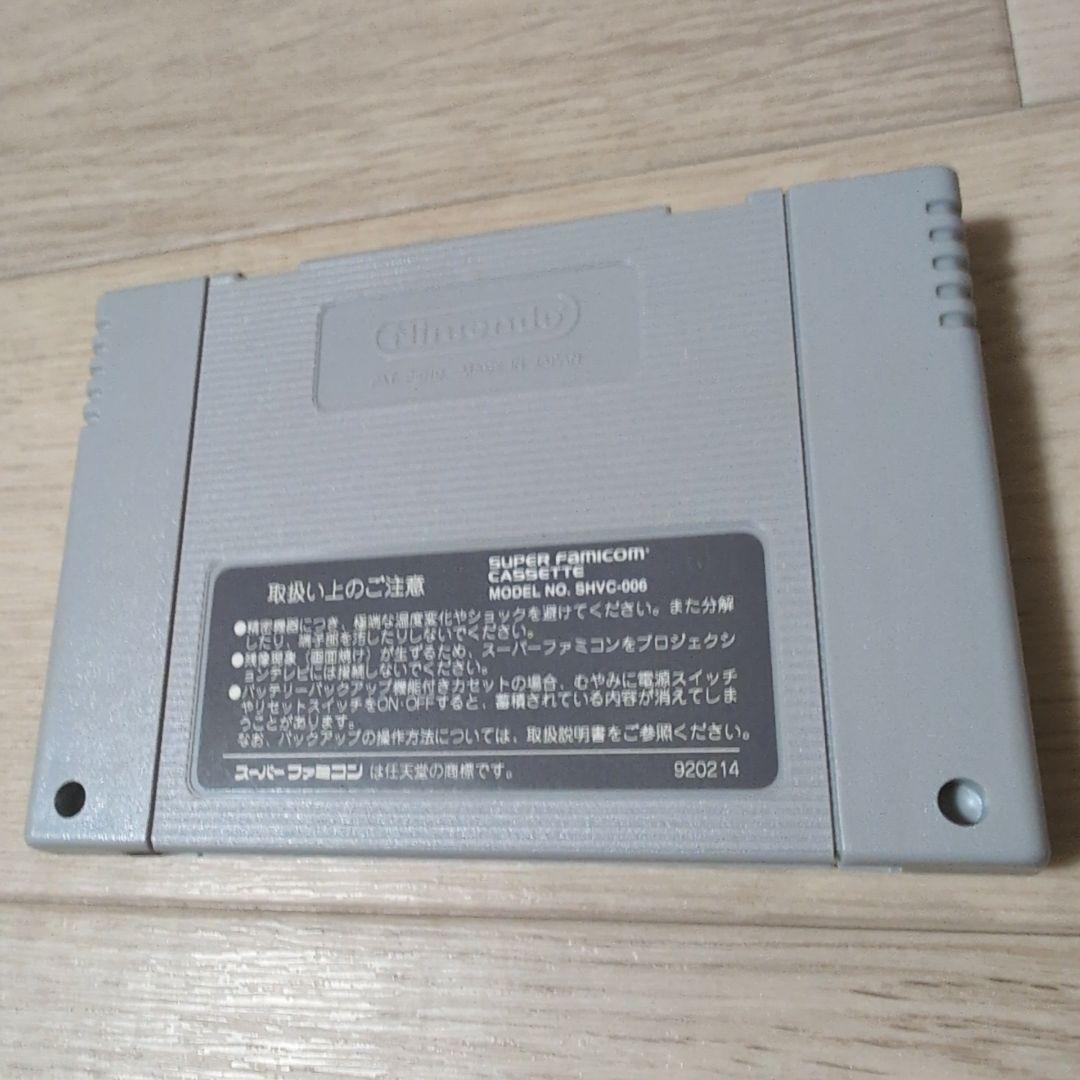 Nintendo
PAT. PEND. MADE IN JAPAN
取扱い上のご注意
SUPER FAMICOM
CASSETTE
MODEL NO. SHVC-006
●精密機器につき、極端な温度変化やショックを避けてください。また分解
したり、端子面を汚したりしないでください。
●残像現象（画面焼け）が生ずるため、スーパーファミコンをプロジェクシ
ョンテレビには接続しないでください。
●バッテリーバックアップ機能付きカセットの場合、むやみに電源スイッチ
やリセットスイッチをON・OFFすると、蓄積されている内容が消えてしま
うことがあります。
なお、バックアップの操作方法については、取扱説明書をご参照ください。
スーパーファミコン は任天堂の商標です。
920214